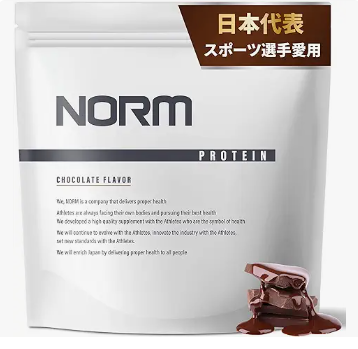 日本代表
スポーツ選手愛用
NORM
PROTEIN
CHOCOLATE FLAVOR
We, NORM is a company that delivers proper health
Athletes are always facing their own bodies and pursuing their best health
We developed a high quality supplement with the Athletes who are the symbol of health
We will continue to evolve with the Athletes, innovate the industry with the Athletes,
set new standards with the Athletes.
We will enrich Japan by delivering proper health to all people